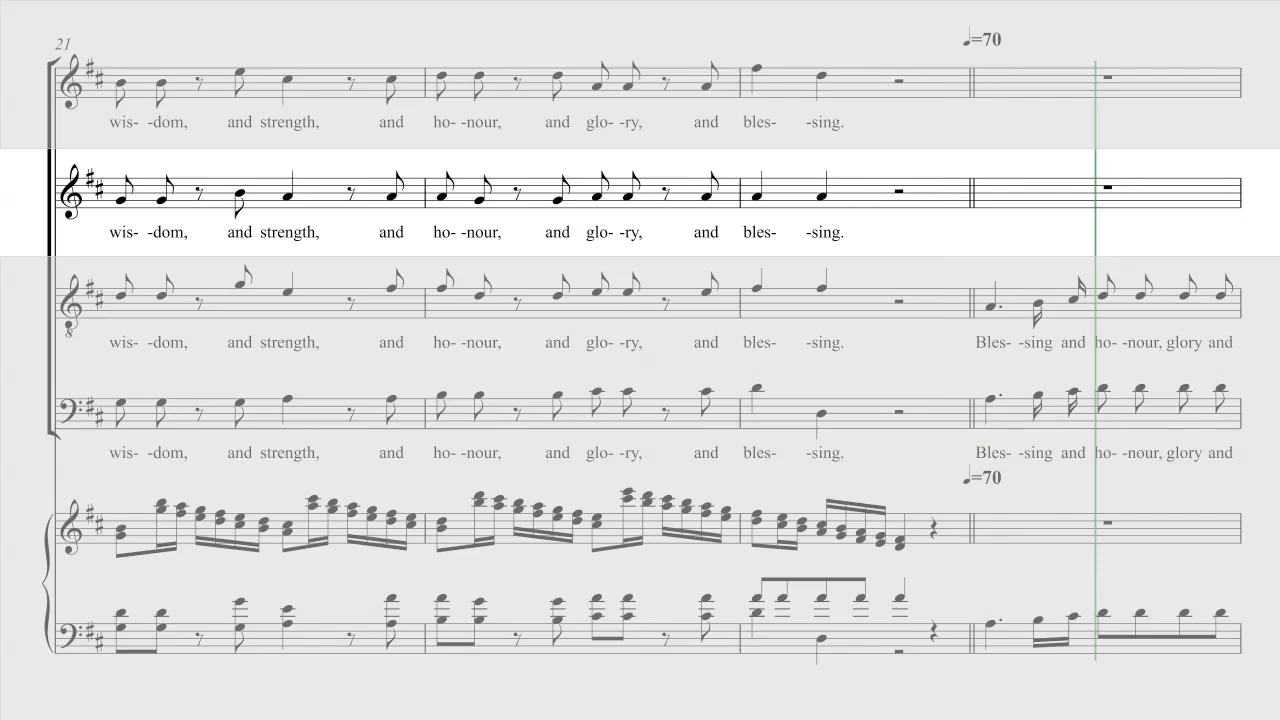 ♩=70
21
wis- -dom, and strength, and ho- -nour, and glo- -ry, and bles- -sing.
wis- -dom, and strength, and ho- -nour, and glo- -ry, and bles- -sing.
8
wis- -dom, and strength, and ho- -nour, and glo- -ry, and bles- -sing. Bles- -sing and ho- -nour, glory and
wis- -dom, and strength, and ho- -nour, and glo- -ry, and bles- -sing. Bles- -sing and ho- -nour, glory and
♩=70